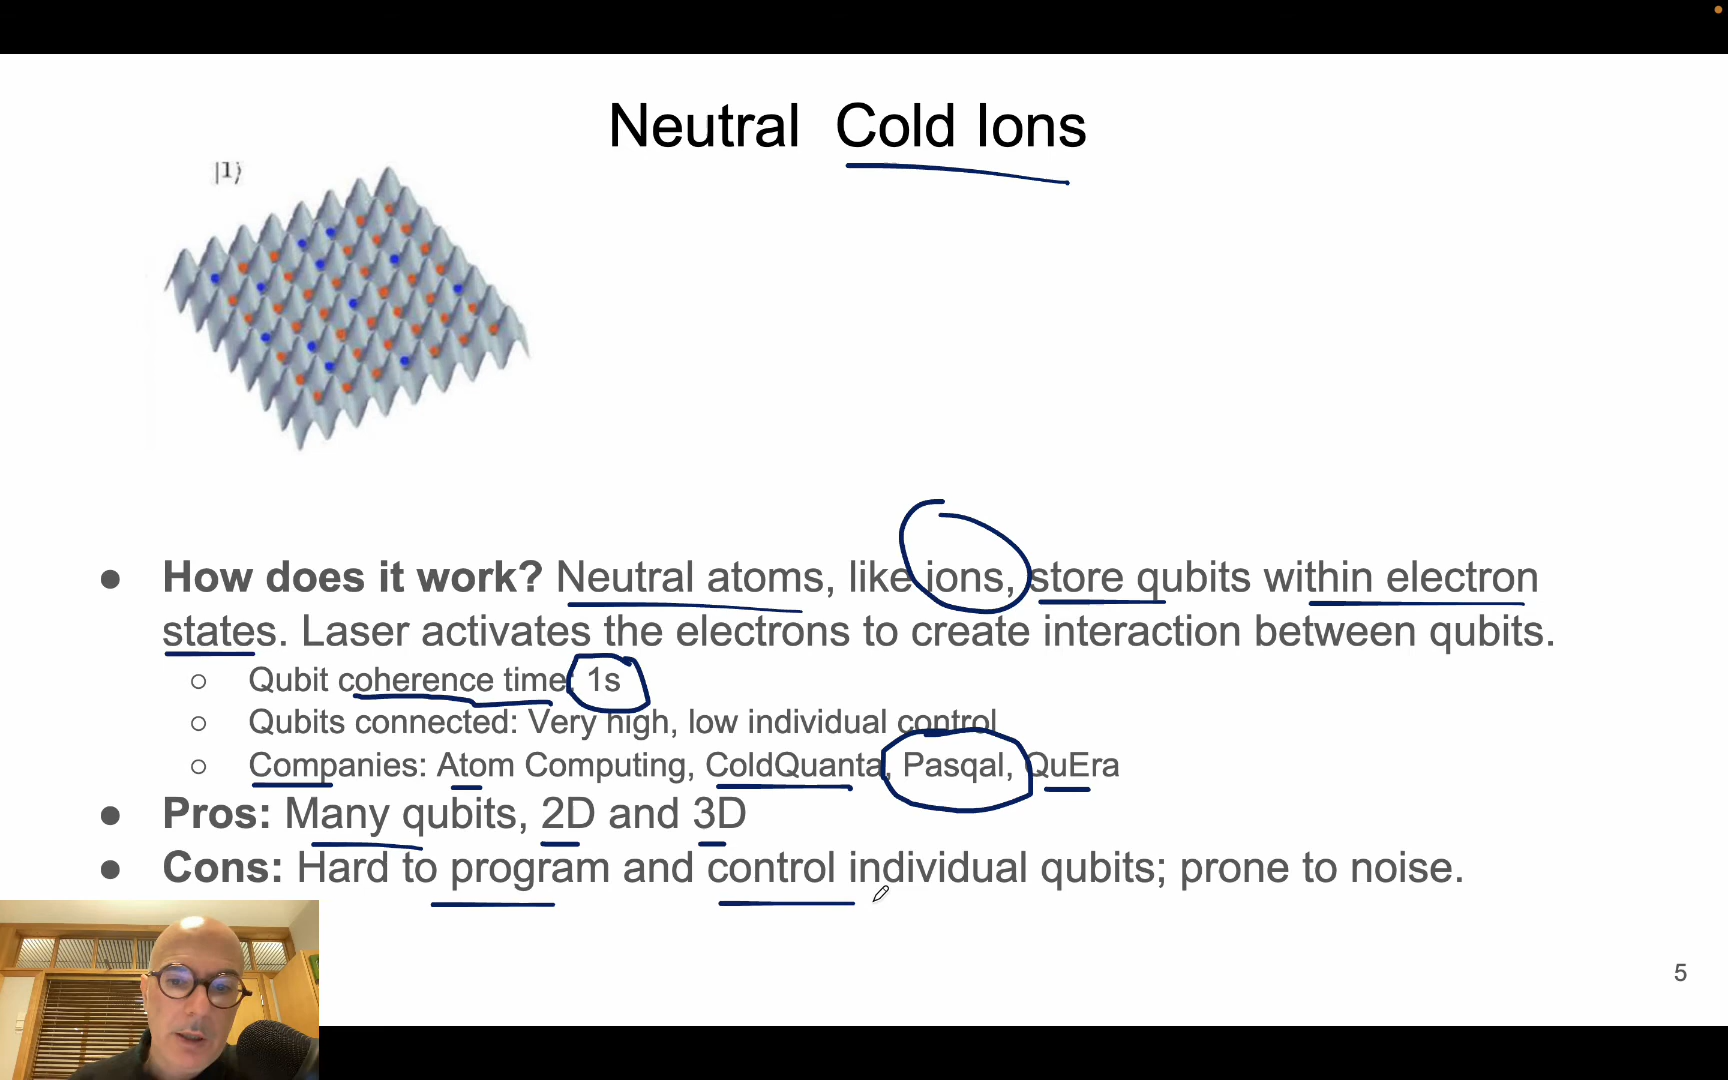 Neutral Cold Ions
|1⟩
● How does it work? Neutral atoms, like ions, store qubits within electron
states. Laser activates the electrons to create interaction between qubits.
○ Qubit coherence time: 1s
○ Qubits connected: Very high, low individual control
○ Companies: Atom Computing, ColdQuanta, Pasqal, QuEra
● Pros: Many qubits, 2D and 3D
● Cons: Hard to program and control individual qubits; prone to noise.
5